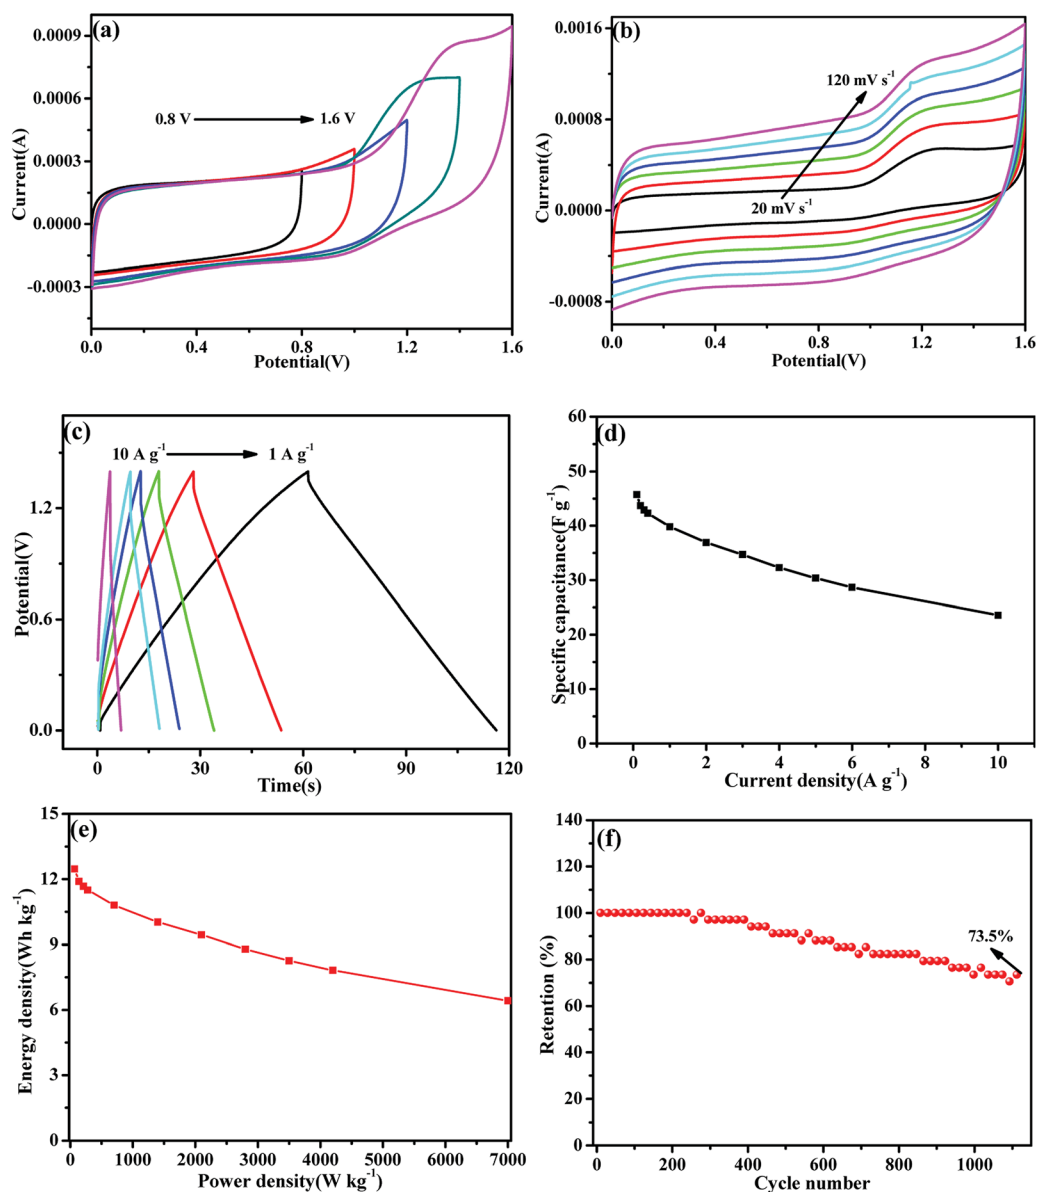 (a)
0.0009
0.0006
0.0003
0.0000
-0.0003
Current(A)
0.8 V
1.6 V
0.0
0.4
0.8
1.2
1.6
Potential(V)
(b)
0.0016
0.0008
0.0000
-0.0008
Current(A)
120 mV s-1
20 mV s-1
0.0
0.4
0.8
1.2
1.6
Potential(V)
(c)
10 A g-1
1 A g-1
1.2
0.6
0.0
Potential(V)
0
30
60
90
120
Time(s)
(d)
60
50
40
30
20
10
0
Specific capacitance(F g-1)
0
2
4
6
8
10
Current density(A g-1)
(e)
15
12
9
6
3
0
Energy density(Wh kg-1)
0
1000
2000
3000
4000
5000
6000
7000
Power density(W kg-1)
(f)
140
120
100
80
60
40
20
0
Retention (%)
73.5%
0
200
400
600
800
1000
Cycle number